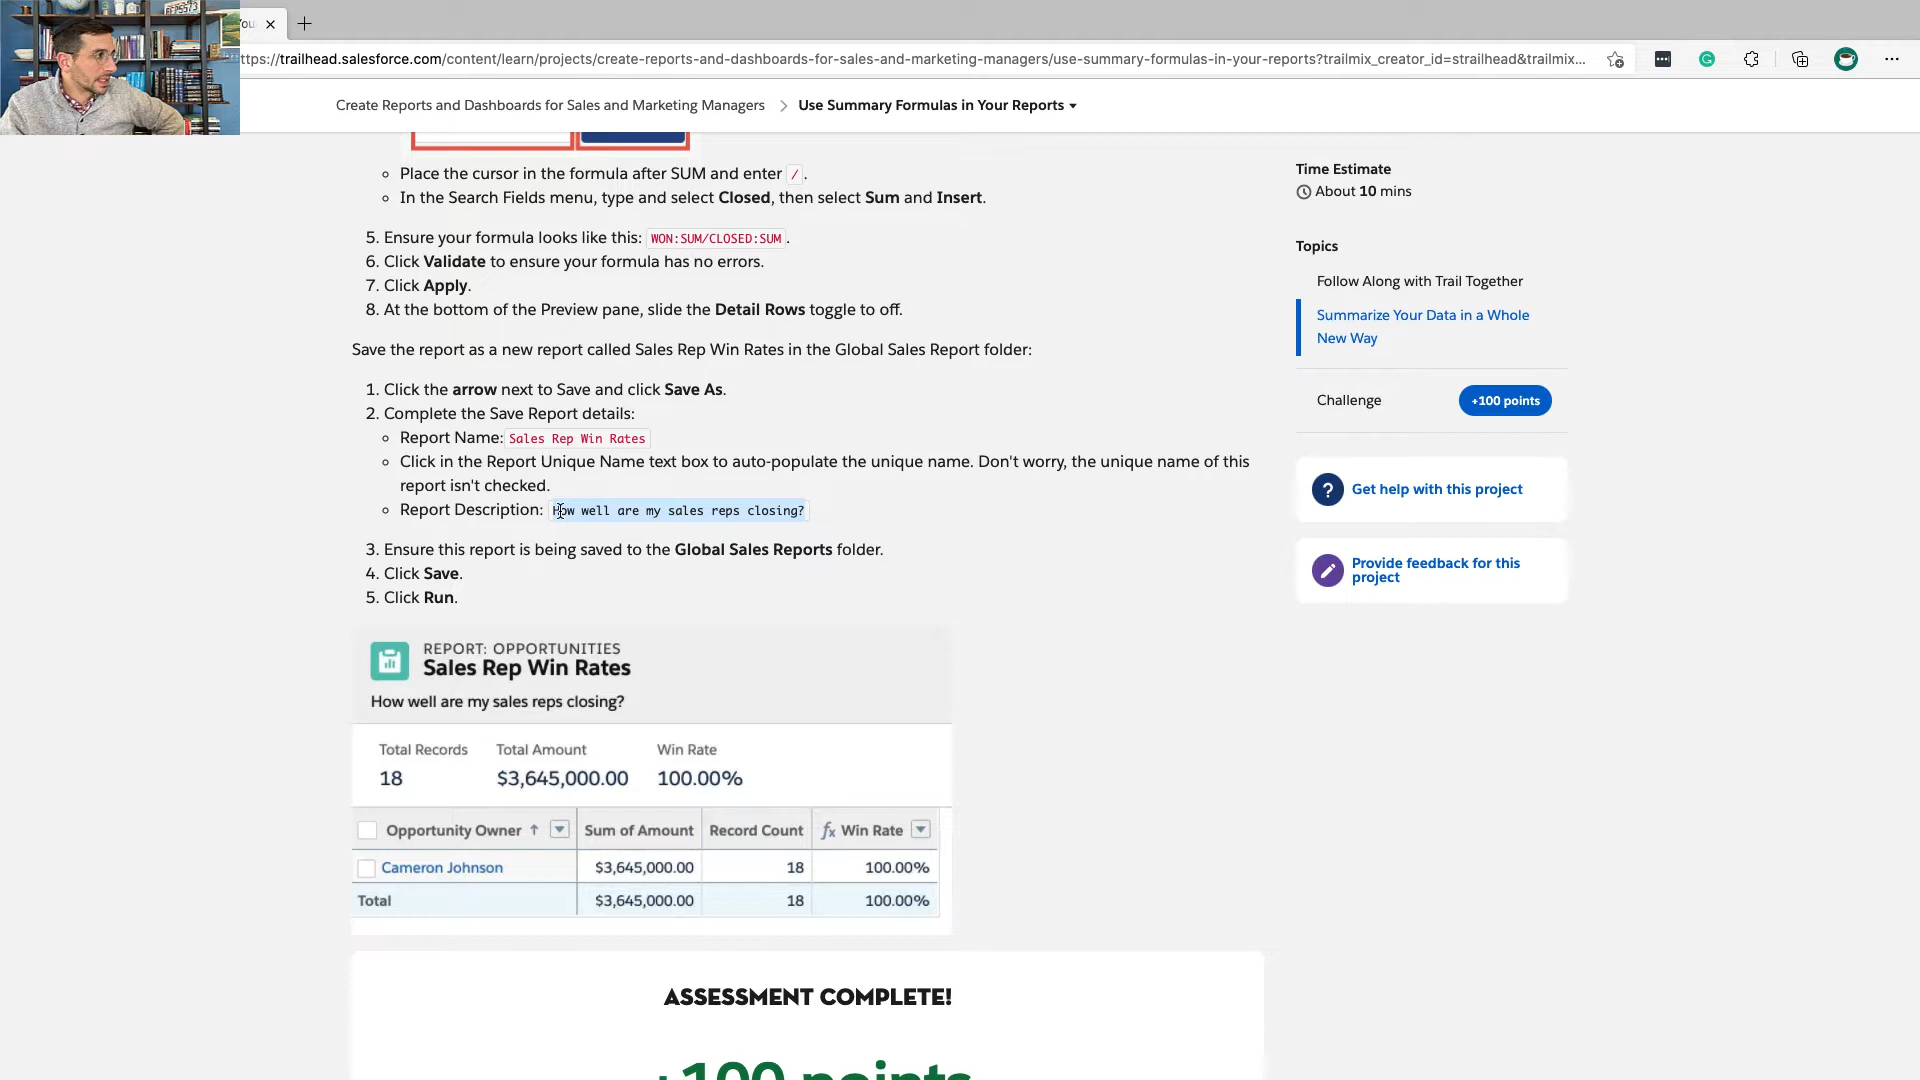 You
https://trailhead.salesforce.com/content/learn/projects/create-reports-and-dashboards-for-sales-and-marketing-managers/use-summary-formulas-in-your-reports?trailmix_creator_id=strailhead&trailmix...
Create Reports and Dashboards for Sales and Marketing Managers > Use Summary Formulas in Your Reports
Place the cursor in the formula after SUM and enter / .
In the Search Fields menu, type and select Closed, then select Sum and Insert.
5. Ensure your formula looks like this: WON:SUM/CLOSED:SUM .
6. Click Validate to ensure your formula has no errors.
7. Click Apply.
8. At the bottom of the Preview pane, slide the Detail Rows toggle to off.
Save the report as a new report called Sales Rep Win Rates in the Global Sales Report folder:
1. Click the arrow next to Save and click Save As.
2. Complete the Save Report details:
Report Name: Sales Rep Win Rates
Click in the Report Unique Name text box to auto-populate the unique name. Don't worry, the unique name of this
report isn't checked.
Report Description: How well are my sales reps closing?
3. Ensure this report is being saved to the Global Sales Reports folder.
4. Click Save.
5. Click Run.
REPORT: OPPORTUNITIES
Sales Rep Win Rates
How well are my sales reps closing?
Total Records Total Amount Win Rate
18 $3,645,000.00 100.00%
Opportunity Owner ↑ Sum of Amount Record Count fx Win Rate
Cameron Johnson $3,645,000.00 18 100.00%
Total $3,645,000.00 18 100.00%
ASSESSMENT COMPLETE!
+100 points
Time Estimate
About 10 mins
Topics
Follow Along with Trail Together
Summarize Your Data in a Whole
New Way
Challenge +100 points
? Get help with this project
Provide feedback for this
project